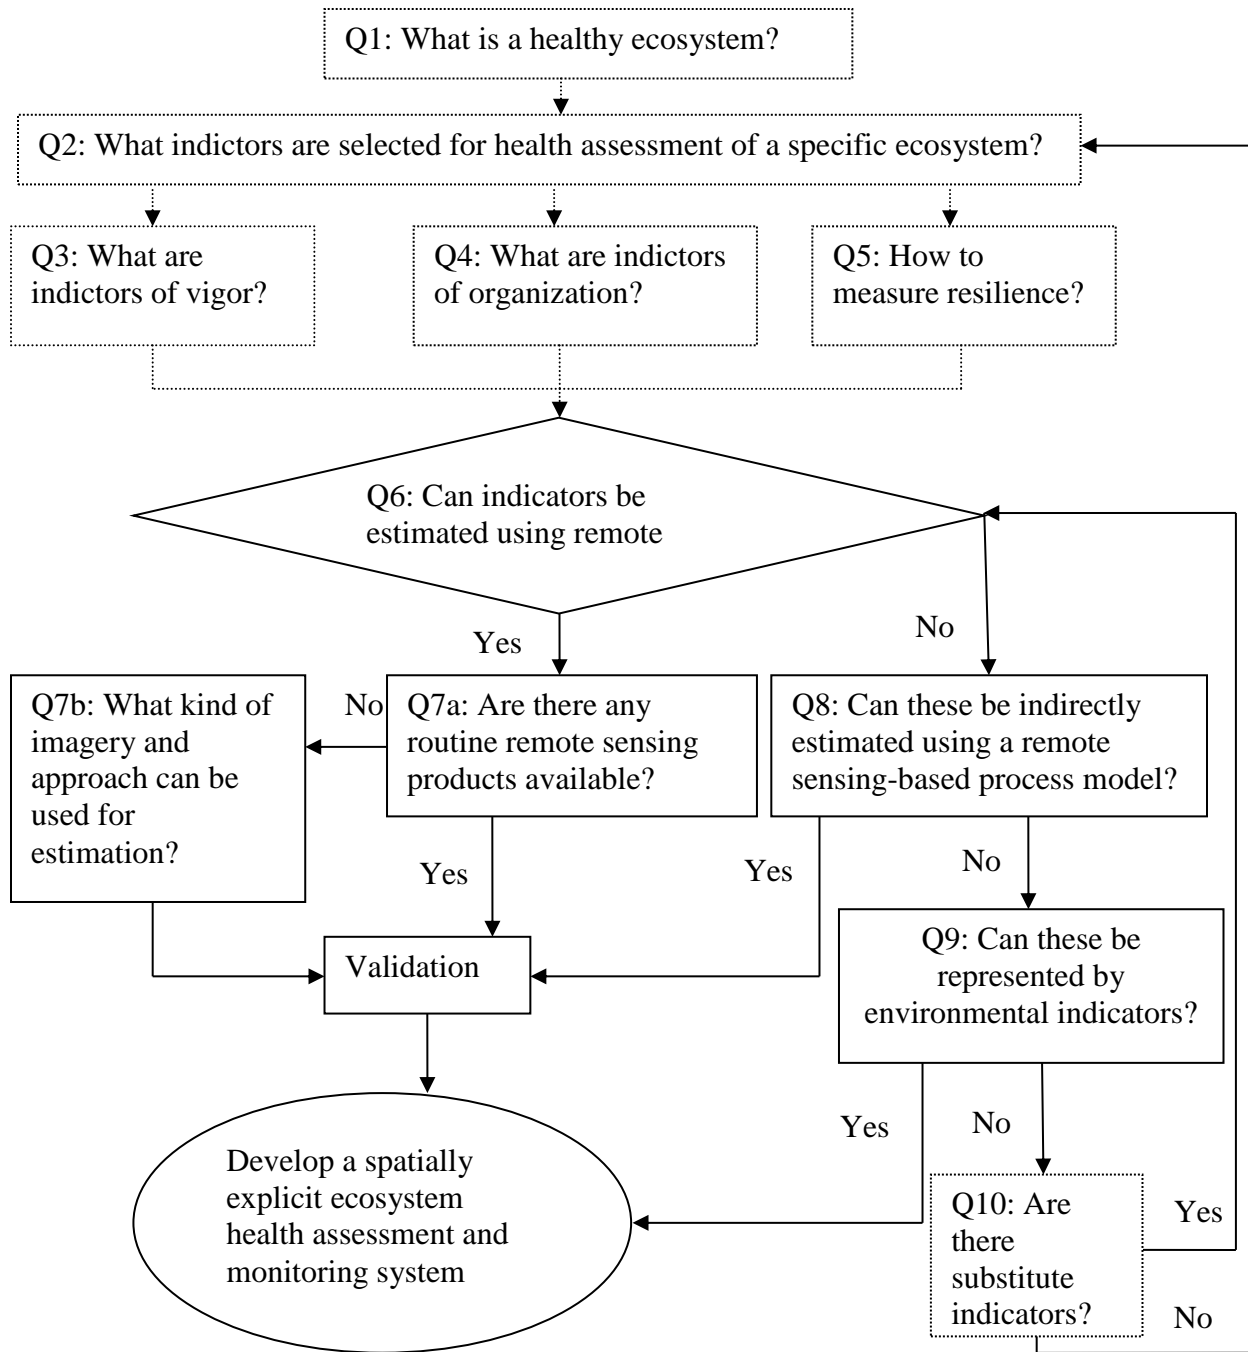 Q1: What is a healthy ecosystem?
Q2: What indictors are selected for health assessment of a specific ecosystem?
Q3: What are
indictors of vigor?
Q4: What are indictors
of organization?
Q5: How to
measure resilience?
Q6: Can indicators be
estimated using remote
Yes
No
Q7b: What kind of
imagery and
approach can be
used for
estimation?
No
Q7a: Are there any
routine remote sensing
products available?
Q8: Can these be indirectly
estimated using a remote
sensing-based process model?
Yes
Yes
No
Validation
Q9: Can these be
represented by
environmental indicators?
Yes
No
Develop a spatially
explicit ecosystem
health assessment and
monitoring system
Q10: Are
there
substitute
indicators?
Yes
No